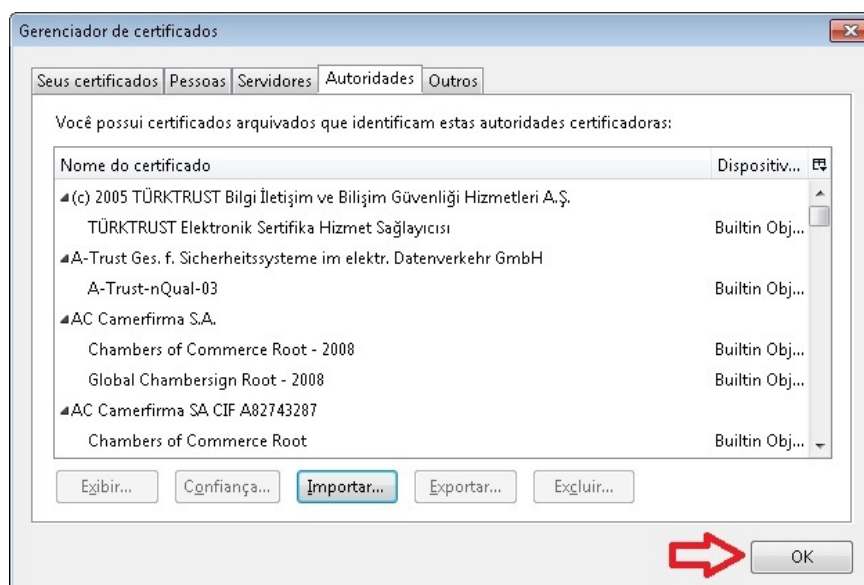 Gerenciador de certificados
Seus certificados Pessoas Servidores Autoridades Outros
Você possui certificados arquivados que identificam estas autoridades certificadoras:
Nome do certificado Dispositiv...
(c) 2005 TÜRKTRUST Bilgi İletişim ve Bilişim Güvenliği Hizmetleri A.Ş.
TÜRKTRUST Elektronik Sertifika Hizmet Sağlayıcısı Builtin Obj...
A-Trust Ges. f. Sicherheitssysteme im elektr. Datenverkehr GmbH
A-Trust-nQual-03 Builtin Obj...
AC Camerfirma S.A.
Chambers of Commerce Root - 2008 Builtin Obj...
Global Chambersign Root - 2008 Builtin Obj...
AC Camerfirma SA CIF A82743287
Chambers of Commerce Root Builtin Obj...
Exibir... Confiança... Importar... Exportar... Excluir...
OK